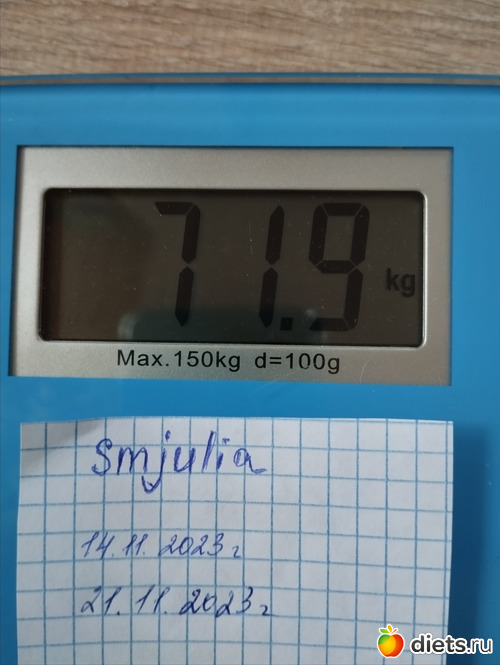 71.9 kg
Max.150kg d=100g
smjulia
14.11.2023г
21.11.2023г
diets.ru